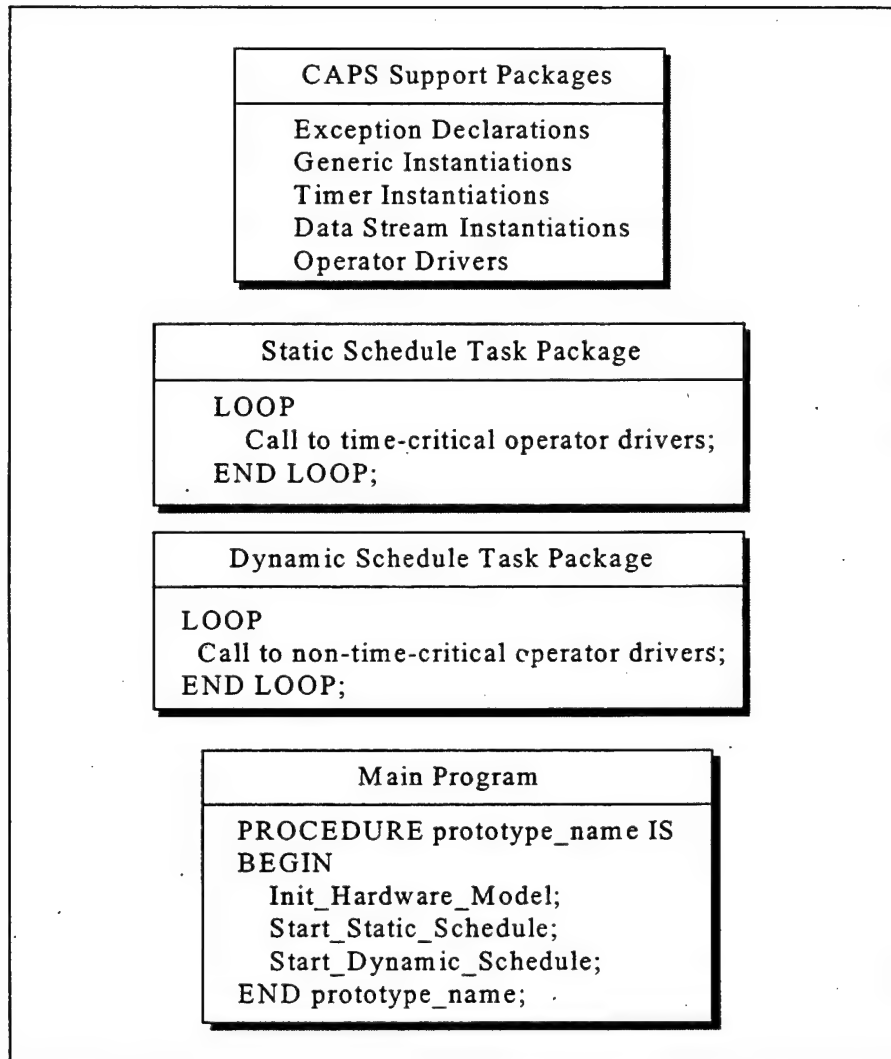 CAPS Support Packages
Exception Declarations
Generic Instantiations
Timer Instantiations
Data Stream Instantiations
Operator Drivers
Static Schedule Task Package
LOOP
Call to time-critical operator drivers;
END LOOP;
Dynamic Schedule Task Package
LOOP
Call to non-time-critical operator drivers;
END LOOP;
Main Program
PROCEDURE prototype_name IS
BEGIN
Init_Hardware_Model;
Start_Static_Schedule;
Start_Dynamic_Schedule;
END prototype_name;